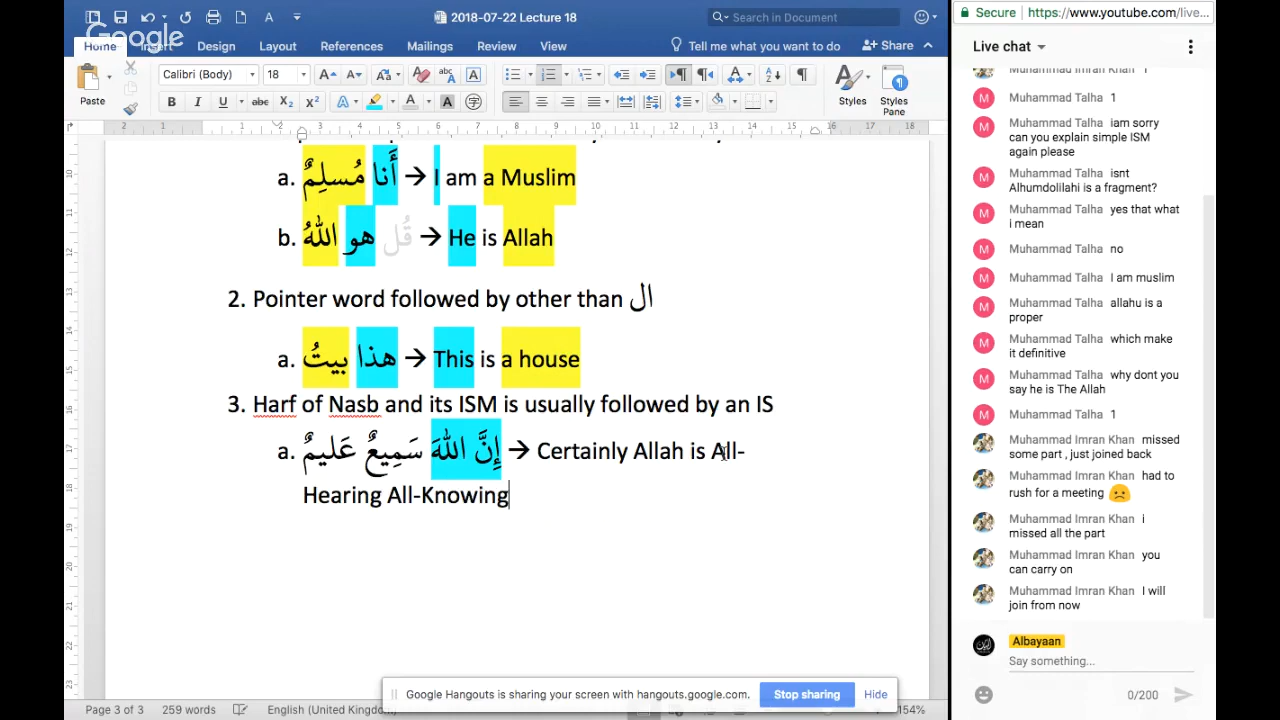 2018-07-22 Lecture 18
Search in Document
Google
Home Insert Design Layout References Mailings Review View
Tell me what you want to do
Share
Paste
Calibri (Body) 18
Styles
Styles Pane
a. أَنا مُسلِمٌ → I am a Muslim
b. قُل هو اللهُ → He is Allah
2. Pointer word followed by other than ال
a. هذا بيتُ → This is a house
3. Harf of Nasb and its ISM is usually followed by an IS
a. إِنَّ اللهَ سَمِيعٌ عَليمٌ → Certainly Allah is All-
Hearing All-Knowing
Google Hangouts is sharing your screen with hangouts.google.com.
Stop sharing
Hide
Page 3 of 3
259 words
English (United Kingdom)
154%
Secure
https://www.youtube.com/live...
Live chat
Muhammad Imran Khan 1
Muhammad Talha 1
Muhammad Talha iam sorry
can you explain simple ISM
again please
Muhammad Talha isnt
Alhumdolilahi is a fragment?
Muhammad Talha yes that what
i mean
Muhammad Talha no
Muhammad Talha I am muslim
Muhammad Talha allahu is a
proper
Muhammad Talha which make
it definitive
Muhammad Talha why dont you
say he is The Allah
Muhammad Talha 1
Muhammad Imran Khan missed
some part , just joined back
Muhammad Imran Khan had to
rush for a meeting
Muhammad Imran Khan i
missed all the part
Muhammad Imran Khan you
can carry on
Muhammad Imran Khan I will
join from now
Albayaan
Say something...
0/200